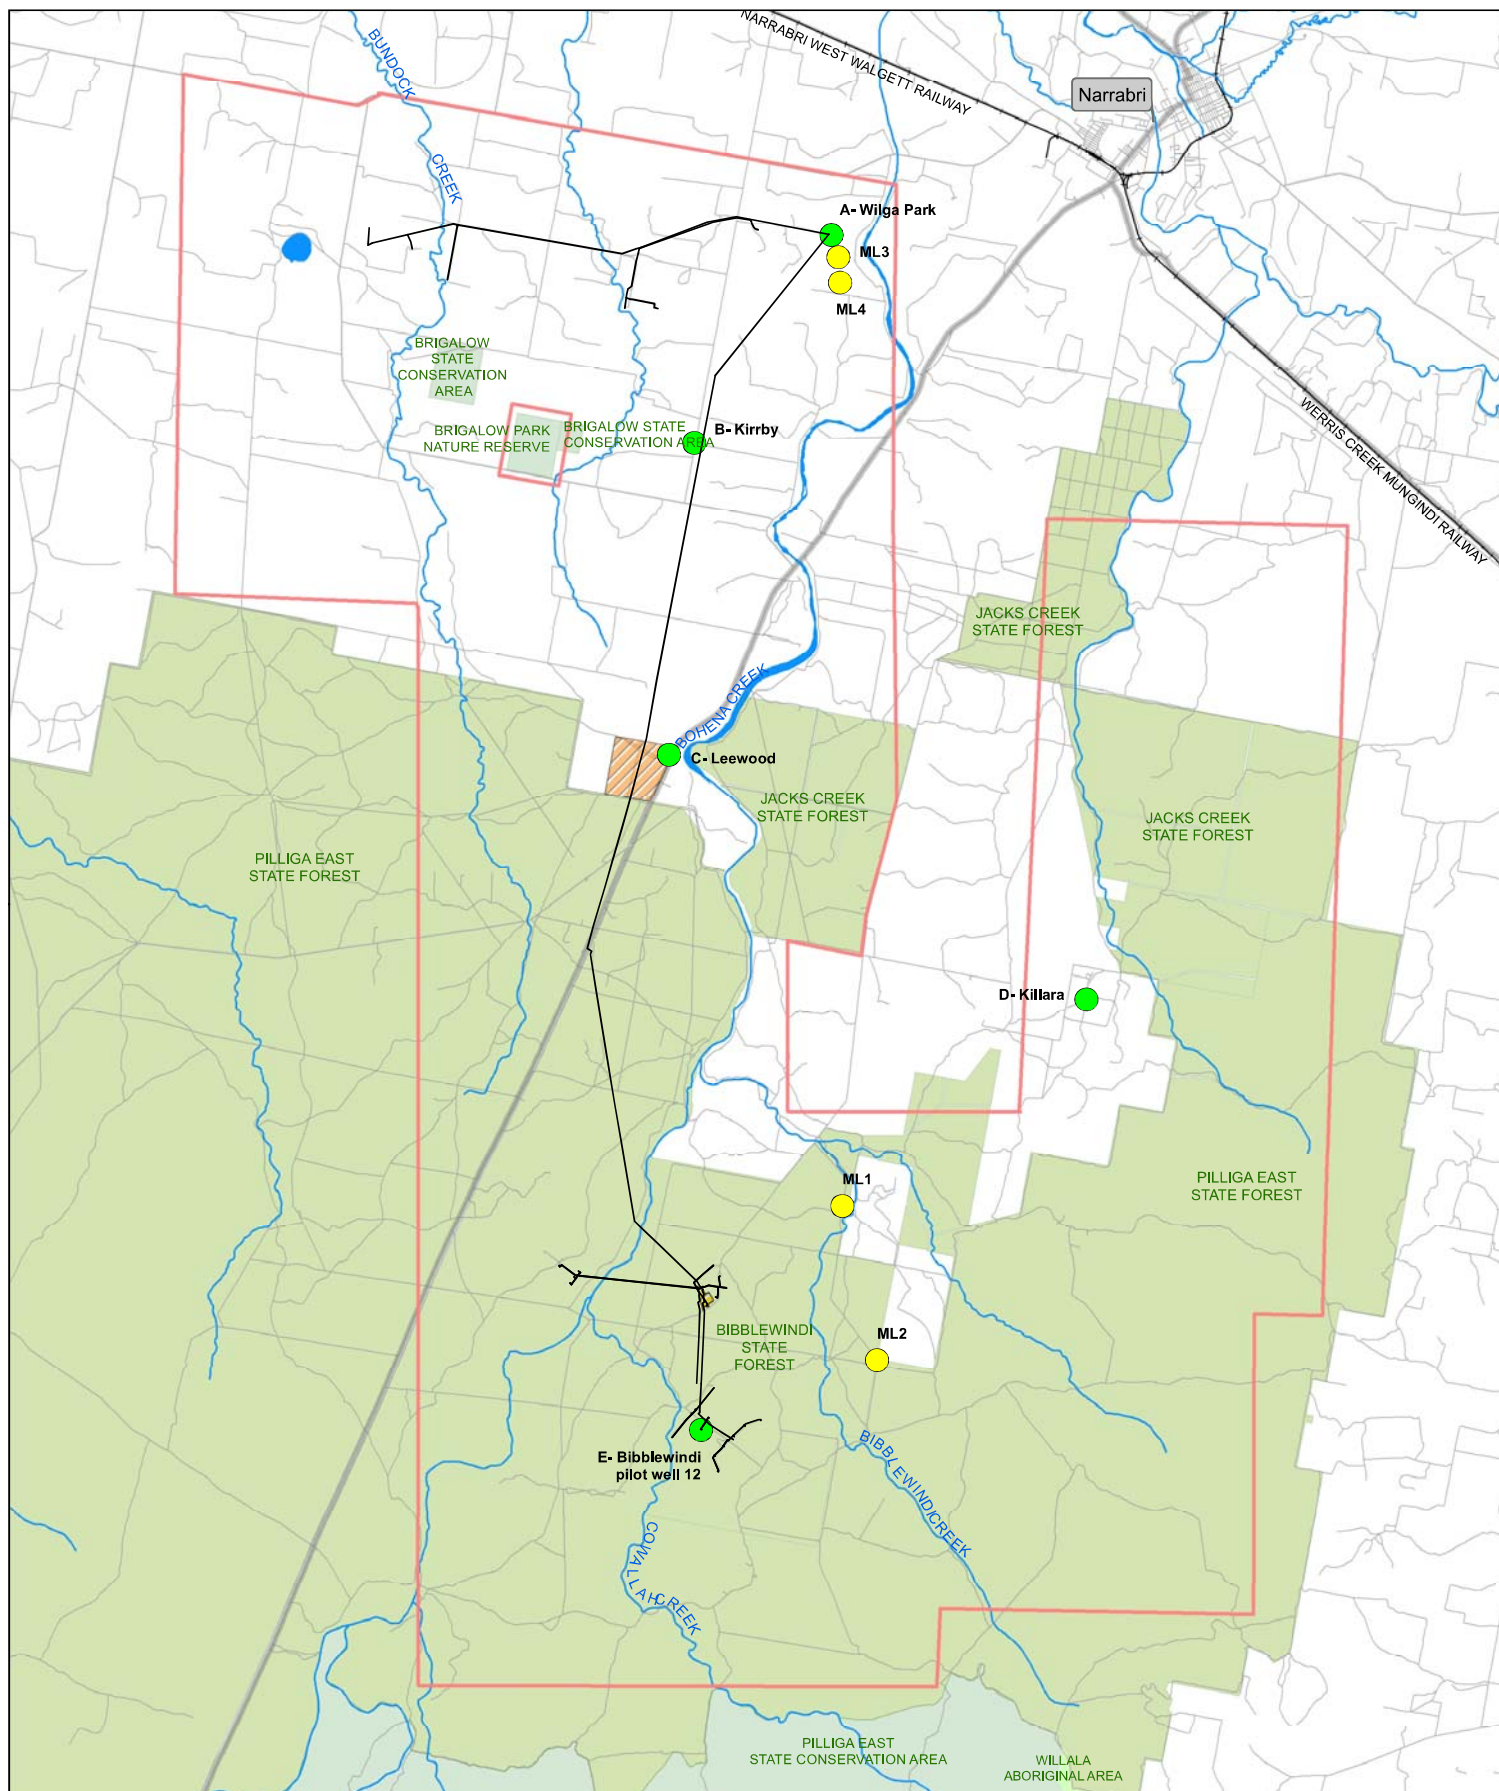 NARRABRI WEST WALGETT RAILWAY
Narrabri
BUNDOCK
CREEK
A- Wilga Park
ML3
ML4
BRIGALOW
STATE
CONSERVATION
AREA
BRIGALOW PARK
NATURE RESERVE
BRIGALOW STATE
CONSERVATION AREA
B- Kirrby
WERRIS CREEK MUNGINDI RAILWAY
JACKS CREEK
STATE FOREST
BOHENA CREEK
C- Leewood
JACKS CREEK
STATE FOREST
JACKS CREEK
STATE FOREST
PILLIGA EAST
STATE FOREST
D- Killara
ML1
PILLIGA EAST
STATE FOREST
BIBBLEWINDI
STATE
FOREST
ML2
E- Bibblewindi
pilot well 12
BIBBLEWINDI CREEK
COWALLAH
CREEK
PILLIGA EAST
STATE CONSERVATION AREA
WILLALA
ABORIGINAL AREA